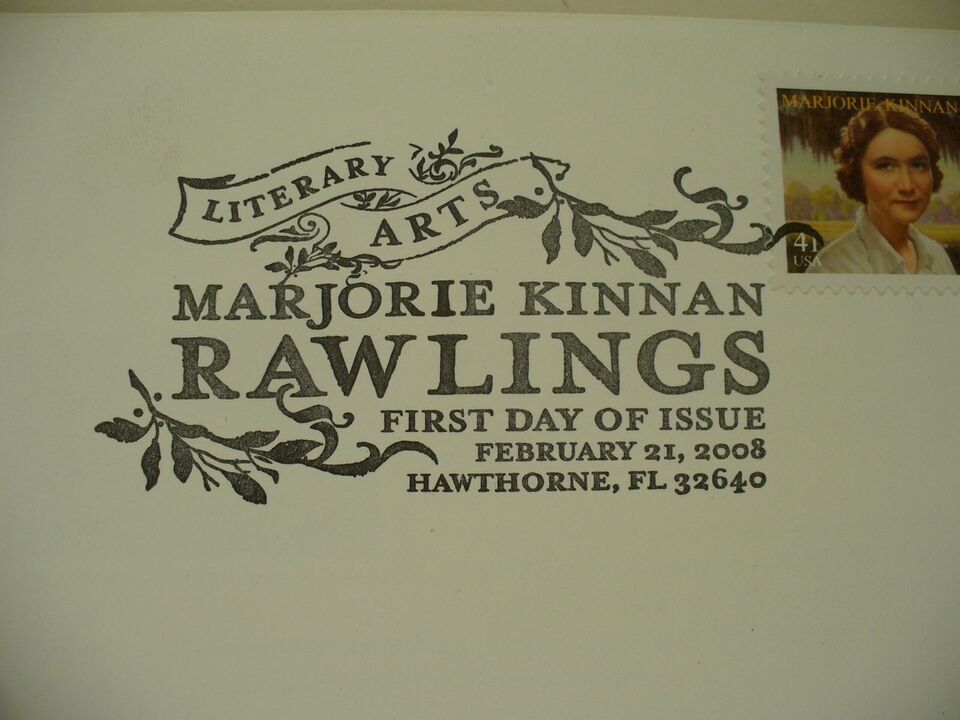 MARJORIE KINNAN
41
USA
LITERARY
ARTS
MARJORIE KINNAN
RAWLINGS
FIRST DAY OF ISSUE
FEBRUARY 21, 2008
HAWTHORNE, FL 32640